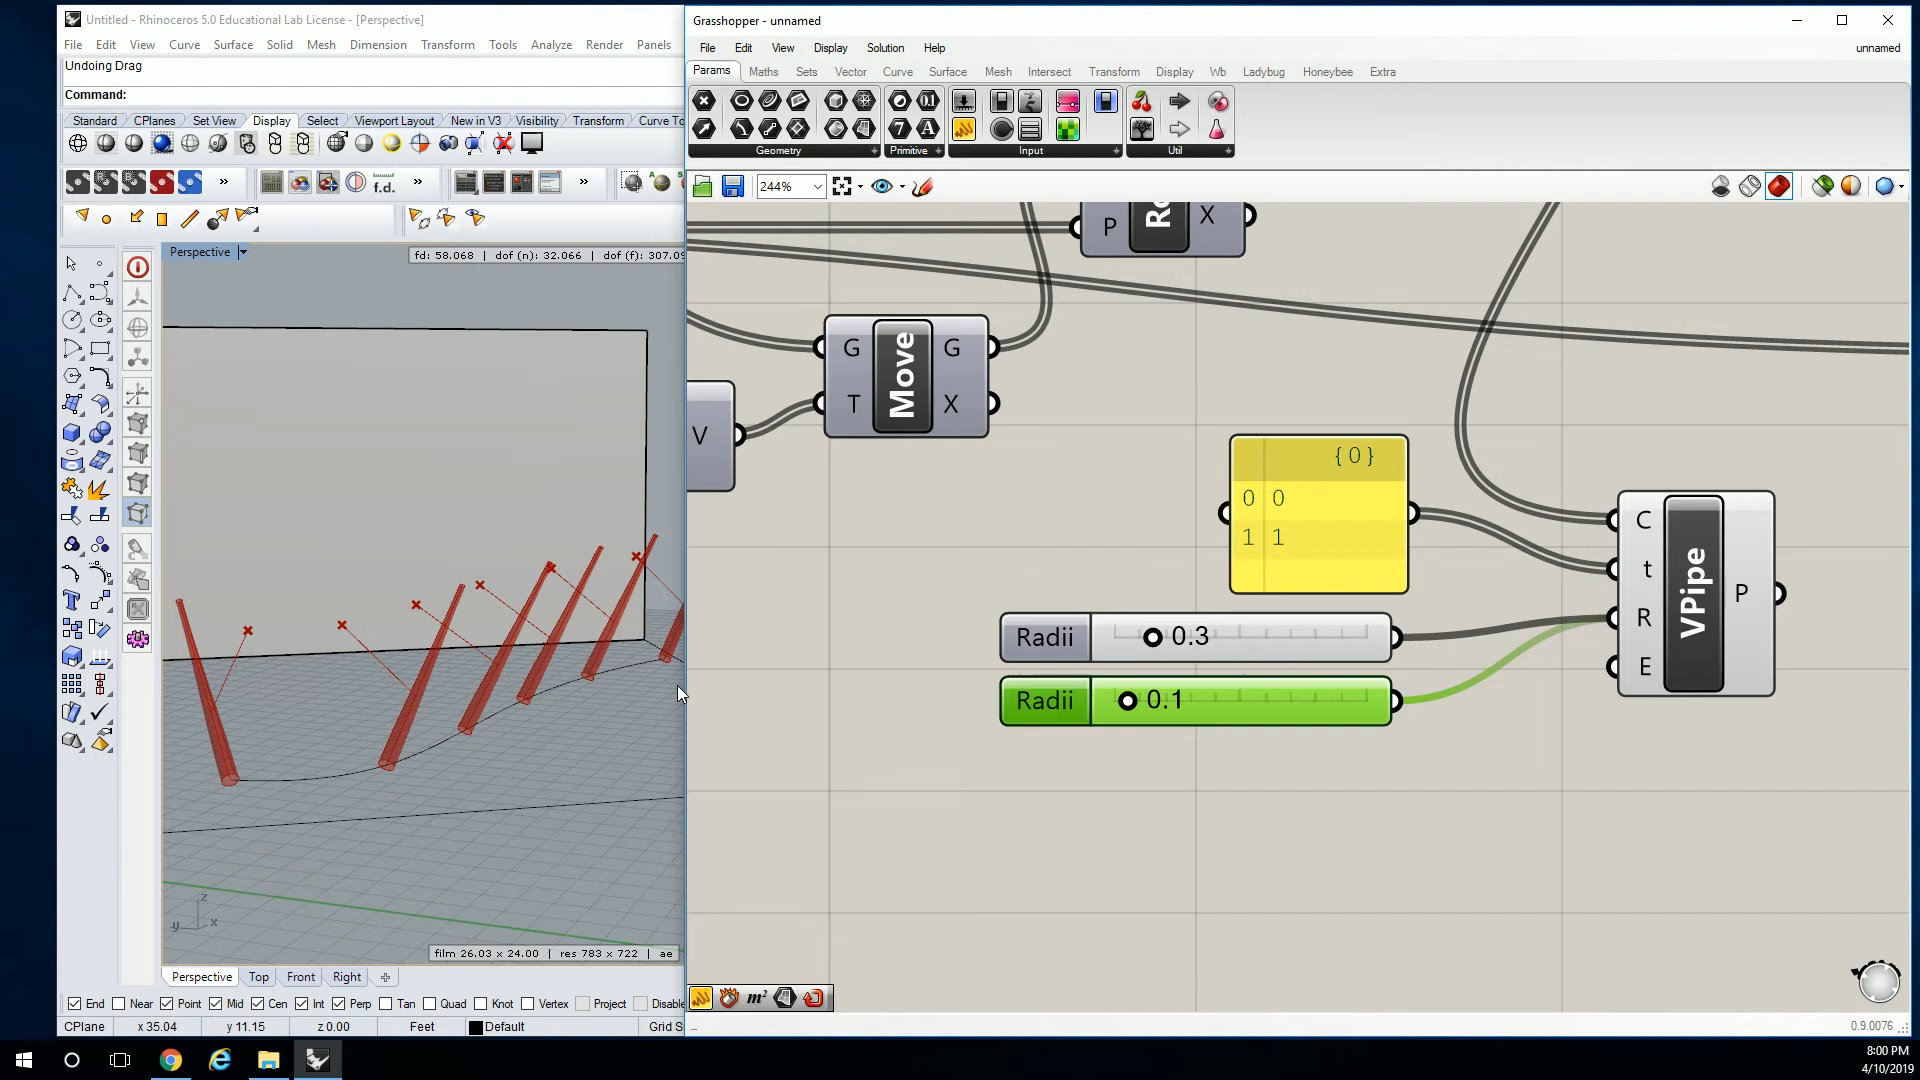 Untitled - Rhinoceros 5.0 Educational Lab License - [Perspective]
File Edit View Curve Surface Solid Mesh Dimension Transform Tools Analyze Render Panels
Undoing Drag
Command:
Standard CPlanes Set View Display Select Viewport Layout New in V3 Visibility Transform Curve To
f.d.
Perspective
fd: 58.068 | dof (n): 32.066 | dof (f): 307.09
z
y x
film 26.03 x 24.00 | res 783 x 722 | ae
Perspective Top Front Right
End Near Point Mid Cen Int Perp Tan Quad Knot Vertex Project Disable
CPlane x 35.04 y 11.15 z 0.00 Feet Default Grid S
Grasshopper - unnamed
File Edit View Display Solution Help unnamed
Params Maths Sets Vector Curve Surface Mesh Intersect Transform Display Wb Ladybug Honeybee Extra
Geometry Primitive Input Util
244%
P Ro X
G Move G
T X
V
{0}
0 0
1 1
C
t
R
E
VPipe
P
Radii 0.3
Radii 0.1
m²
0.9.0076
8:00 PM
4/10/2019